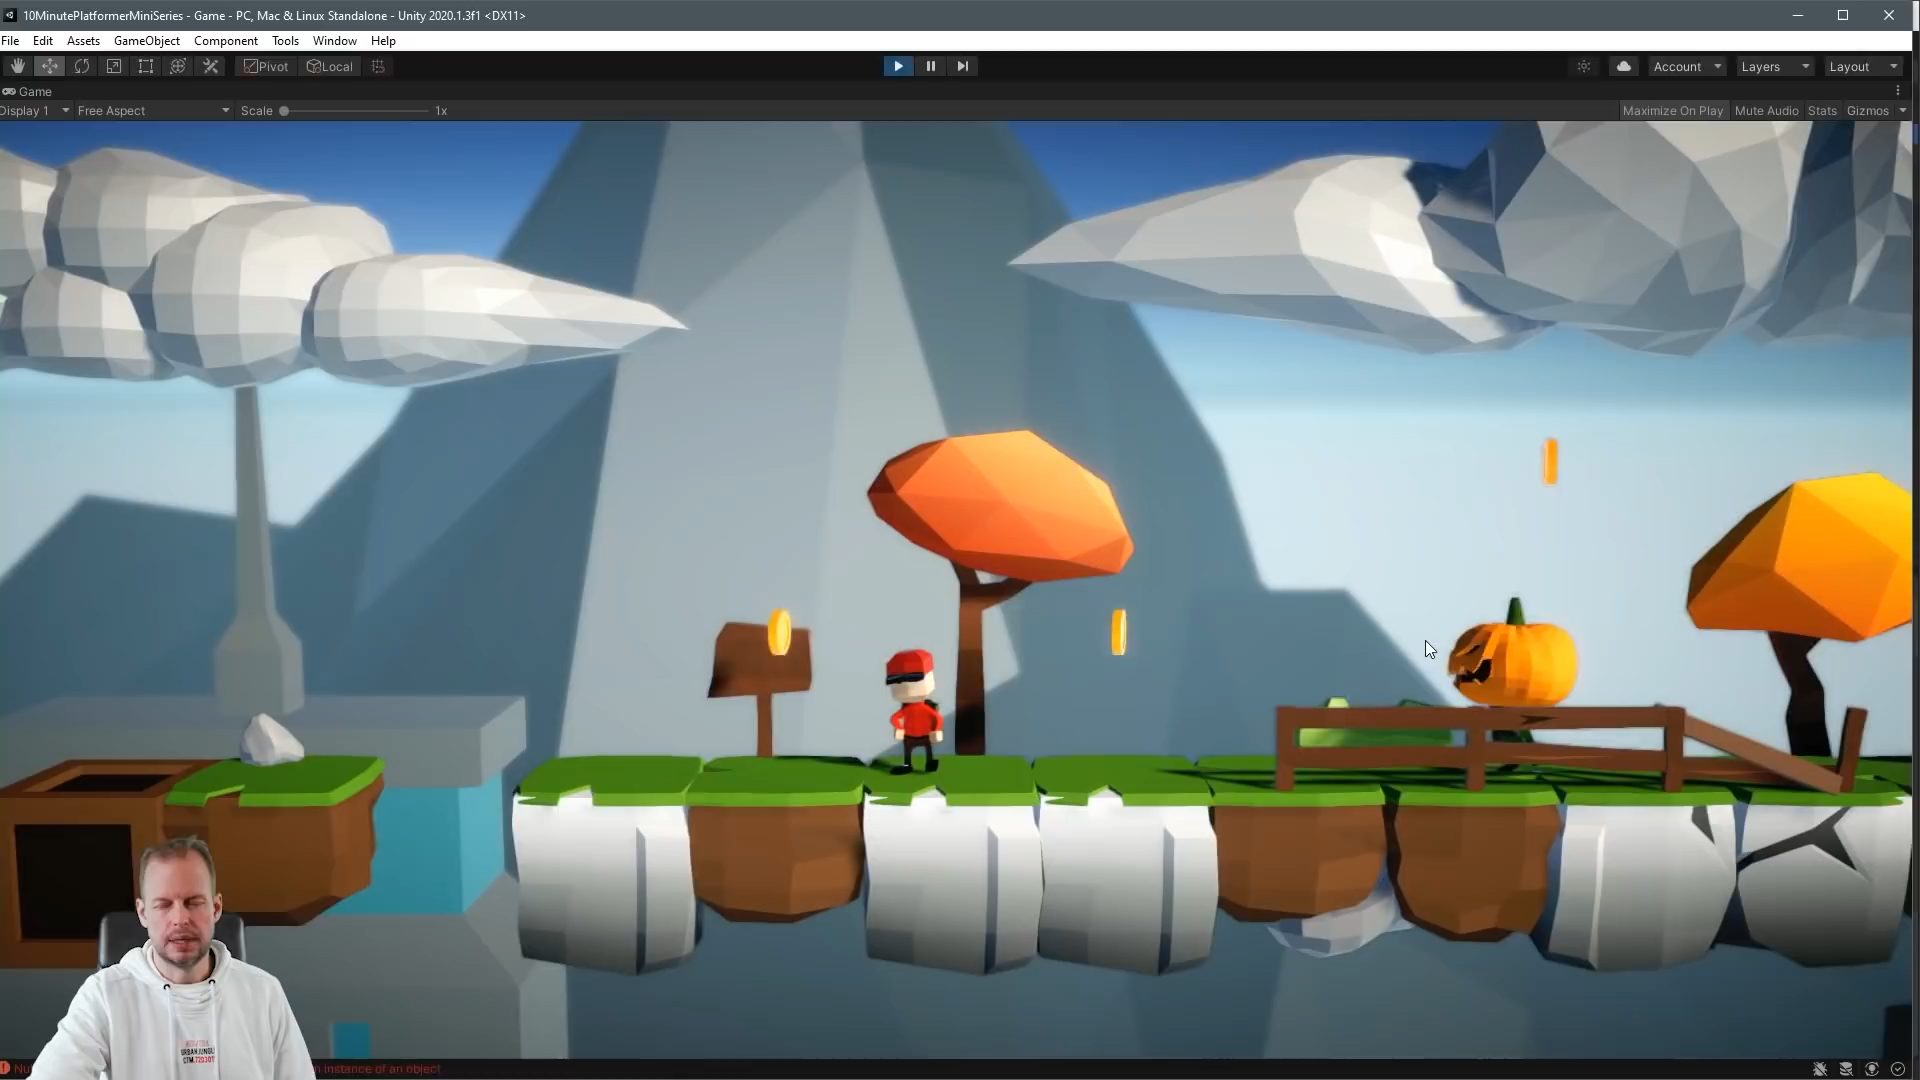 10MinutePlatformerMiniSeries - Game - PC, Mac & Linux Standalone - Unity 2020.1.3f1 <DX11>
File Edit Assets GameObject Component Tools Window Help
Pivot Local Account Layers Layout
Game
Display 1 Free Aspect Scale 1x Maximize On Play Mute Audio Stats Gizmos
URBAN JUNGLE
instance of an object